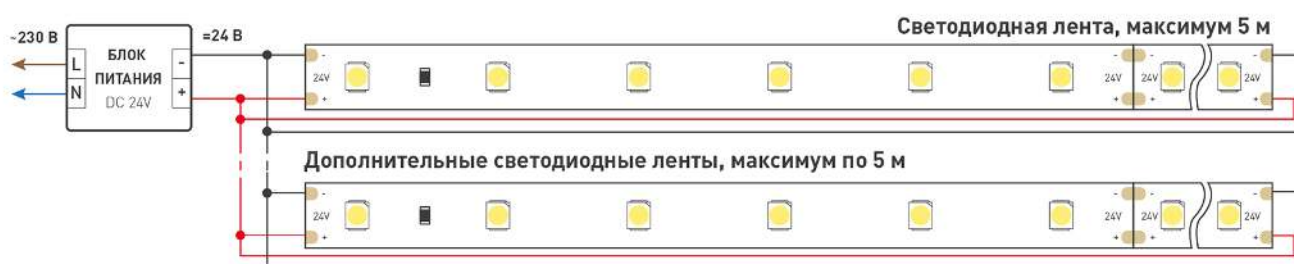 Светодиодная лента, максимум 5 м
~230 В
=24 В
L
N
БЛОК
ПИТАНИЯ
DC 24V
-
+
- - - -
24V 24V 24V 24V
+ + + +
Дополнительные светодиодные ленты, максимум по 5 м
- - - -
24V 24V 24V 24V
+ + + +